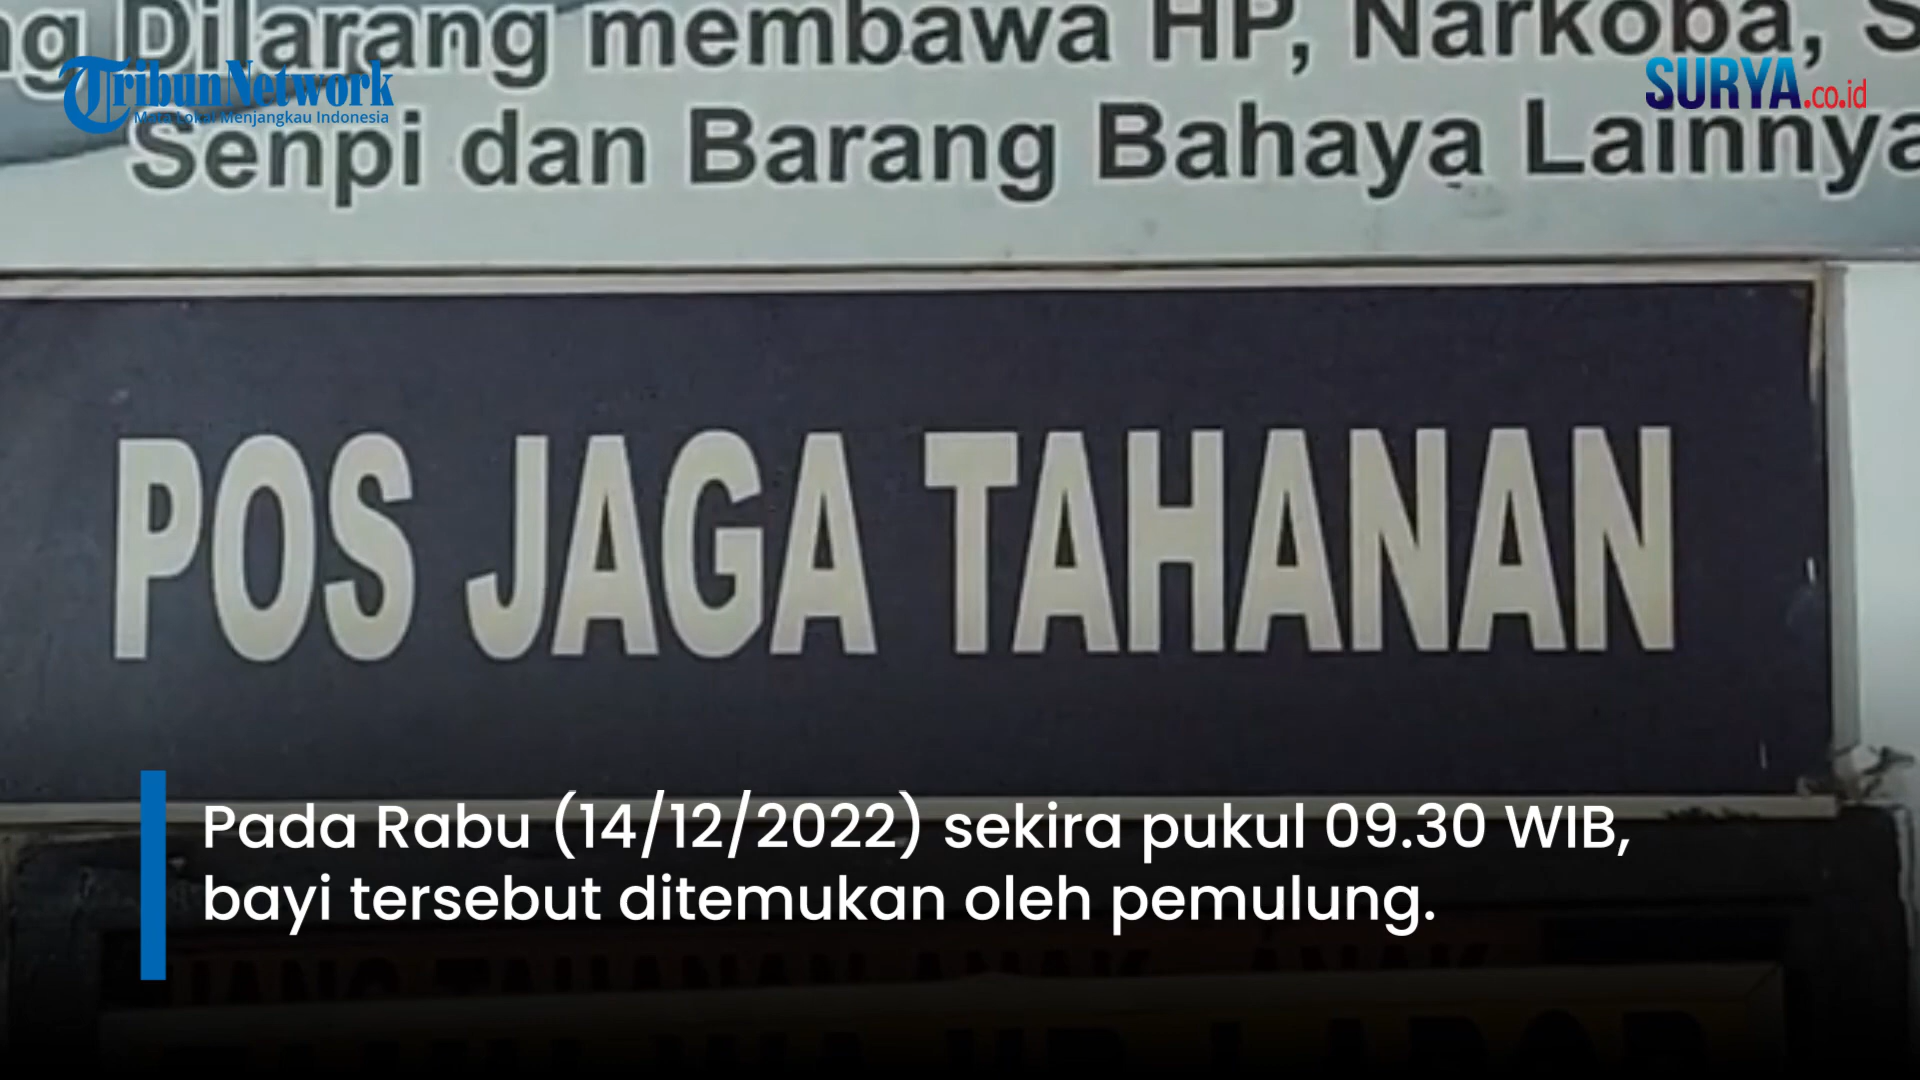 Dilarang membawa HP, Narkoba,
TribunNetwork
Mata Lokal Menjangkau Indonesia
SURYA.co.id
Senpi dan Barang Bahaya Lainnya
POS JAGA TAHANAN
Pada Rabu (14/12/2022) sekira pukul 09.30 WIB,
bayi tersebut ditemukan oleh pemulung.